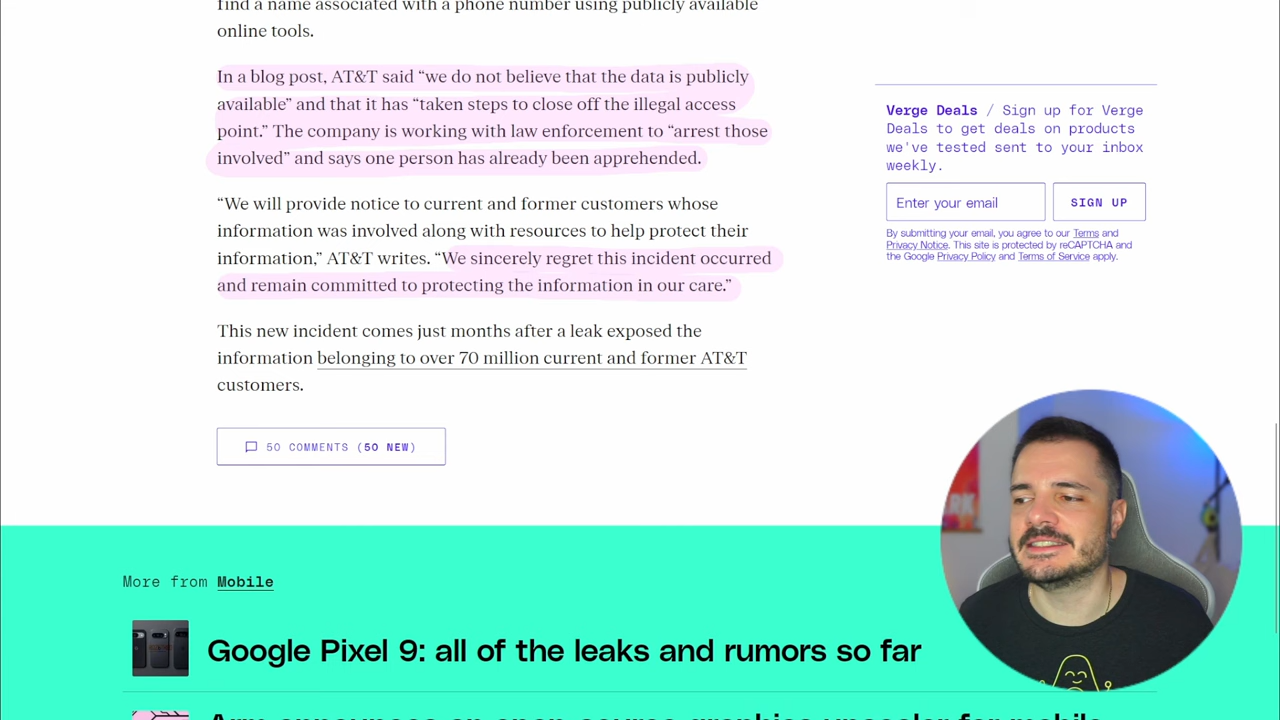 find a name associated with a phone number using publicly available
online tools.
In a blog post, AT&T said “we do not believe that the data is publicly
available” and that it has “taken steps to close off the illegal access
point.” The company is working with law enforcement to “arrest those
involved” and says one person has already been apprehended.
“We will provide notice to current and former customers whose
information was involved along with resources to help protect their
information,” AT&T writes. “We sincerely regret this incident occurred
and remain committed to protecting the information in our care.”
This new incident comes just months after a leak exposed the
information belonging to over 70 million current and former AT&T
customers.
50 COMMENTS (50 NEW)
Verge Deals / Sign up for Verge
Deals to get deals on products
we've tested sent to your inbox
weekly.
Enter your email
SIGN UP
By submitting your email, you agree to our Terms and
Privacy Notice. This site is protected by reCAPTCHA and
the Google Privacy Policy and Terms of Service apply.
More from Mobile
Google Pixel 9: all of the leaks and rumors so far
Arm announces an open-source graphics upscaler for mobile